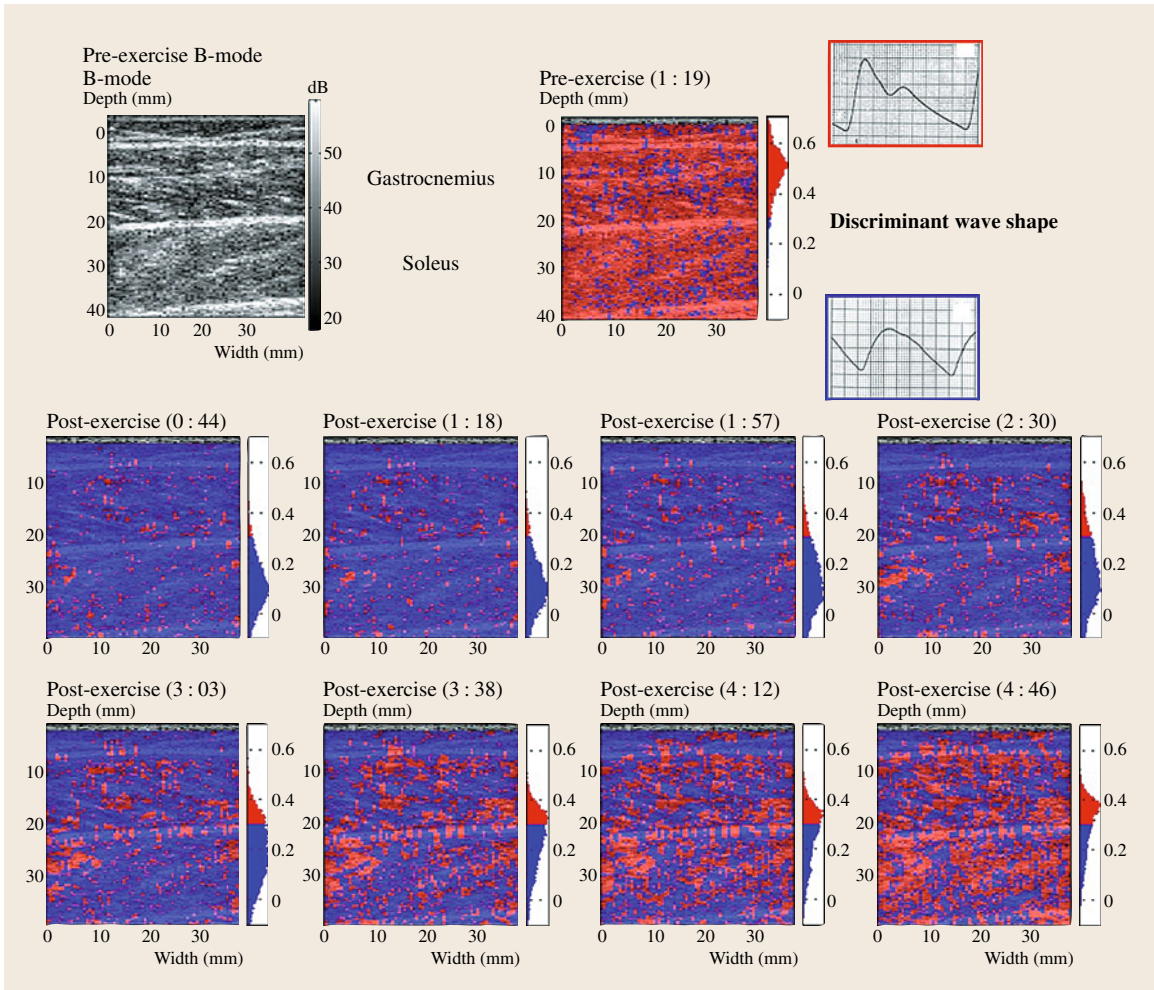 Pre-exercise B-mode
B-mode
Depth (mm)
dB
0
10
20
30
40
50
40
30
20
0 10 20 30
Width (mm)
Gastrocnemius
Soleus
Pre-exercise (1 : 19)
Depth (mm)
0
10
20
30
40
0.6
0.4
0.2
0
0 10 20 30
Discriminant wave shape
Post-exercise (0 : 44)
10
20
30
0.6
0.4
0.2
0
0 10 20 30
Post-exercise (1 : 18)
0.6
0.4
0.2
0
0 10 20 30
Post-exercise (1 : 57)
0.6
0.4
0.2
0
0 10 20 30
Post-exercise (2 : 30)
10
20
30
0.6
0.4
0.2
0
0 10 20 30
Post-exercise (3 : 03)
Depth (mm)
10
20
30
0.6
0.4
0.2
0
0 10 20 30
Width (mm)
Post-exercise (3 : 38)
Depth (mm)
10
20
30
0.6
0.4
0.2
0
0 10 20 30
Width (mm)
Post-exercise (4 : 12)
Depth (mm)
10
20
30
0.6
0.4
0.2
0
0 10 20 30
Width (mm)
Post-exercise (4 : 46)
Depth (mm)
10
20
30
0.6
0.4
0.2
0
0 10 20 30
Width (mm)